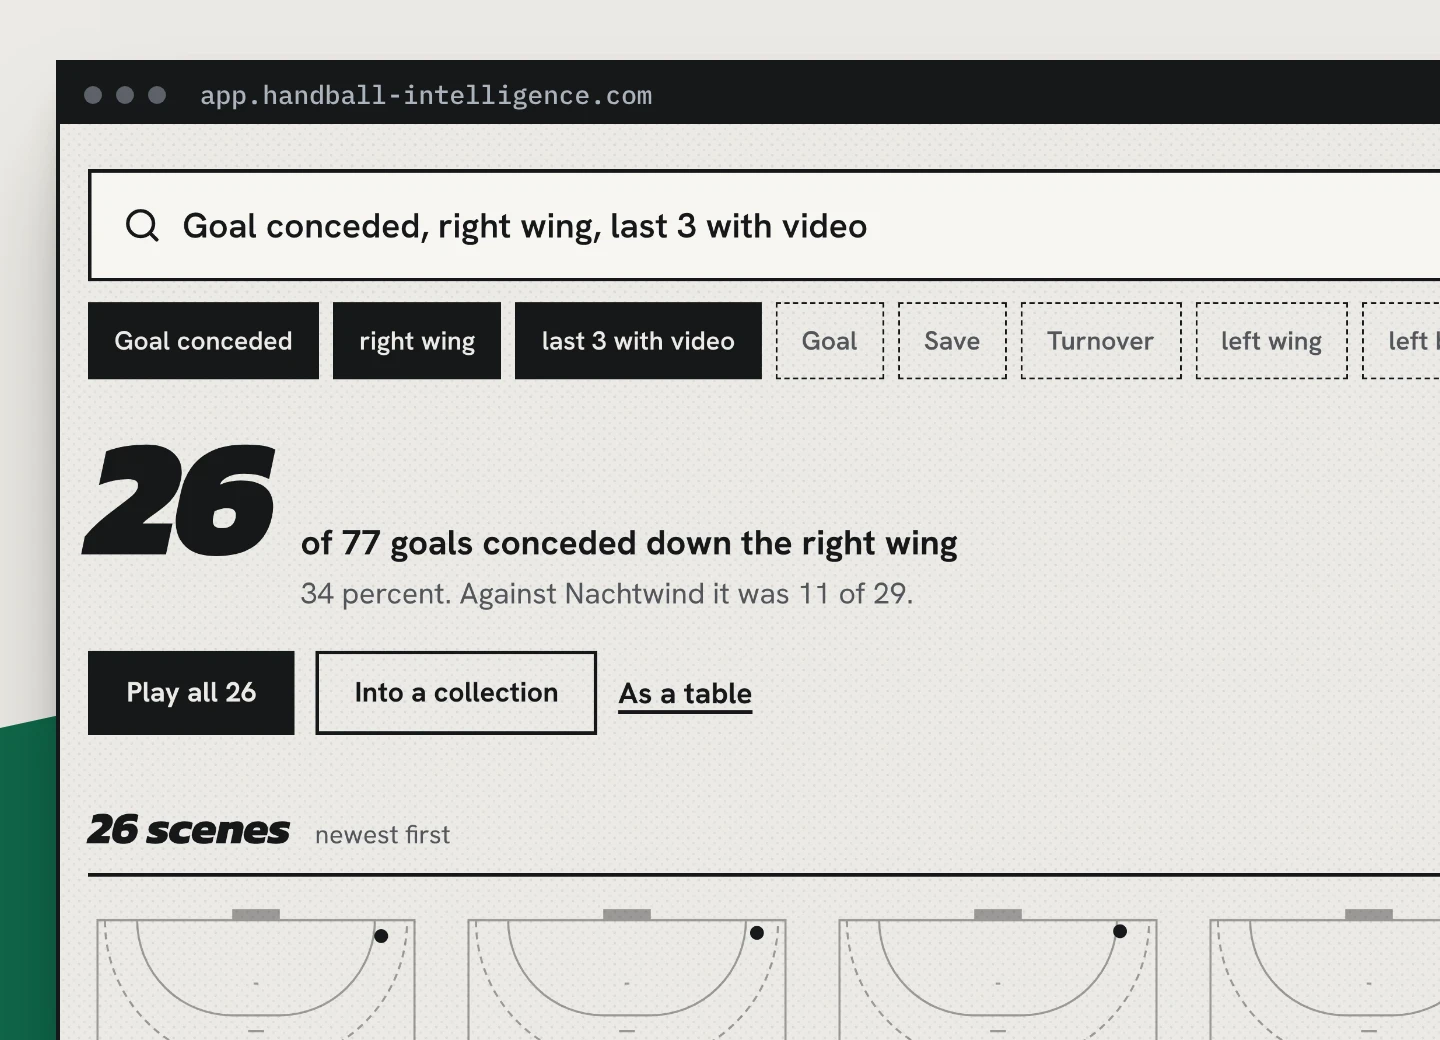 app.handball-intelligence.com
Goal conceded, right wing, last 3 with video
Goal conceded right wing last 3 with video Goal Save Turnover left wing left
26
of 77 goals conceded down the right wing
34 percent. Against Nachtwind it was 11 of 29.
Play all 26 Into a collection As a table
26 scenes newest first